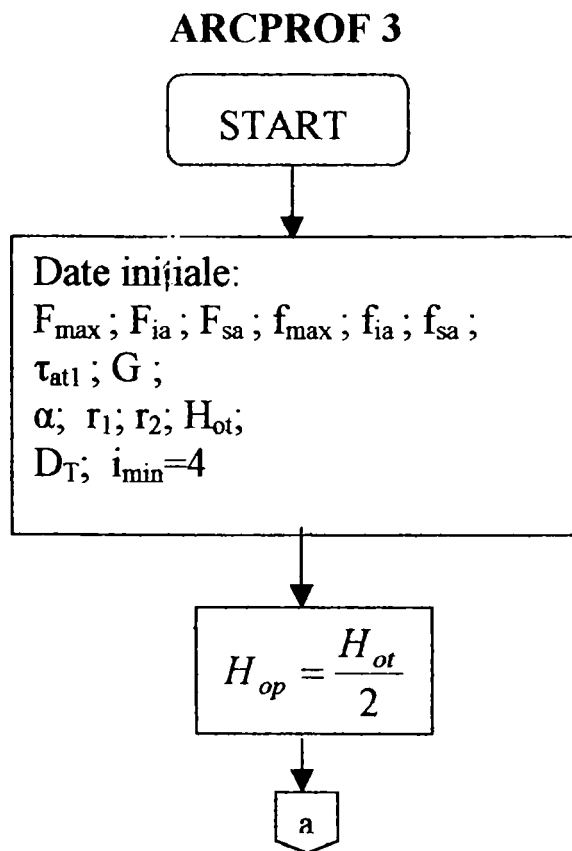 ARCPROF 3
START
Date inițiale:
F_max ; F_ia ; F_sa ; f_max ; f_ia ; f_sa ;
τ_at1 ; G ;
α; r_1; r_2; H_ot;
D_T; i_min=4
H_op = H_ot / 2
a